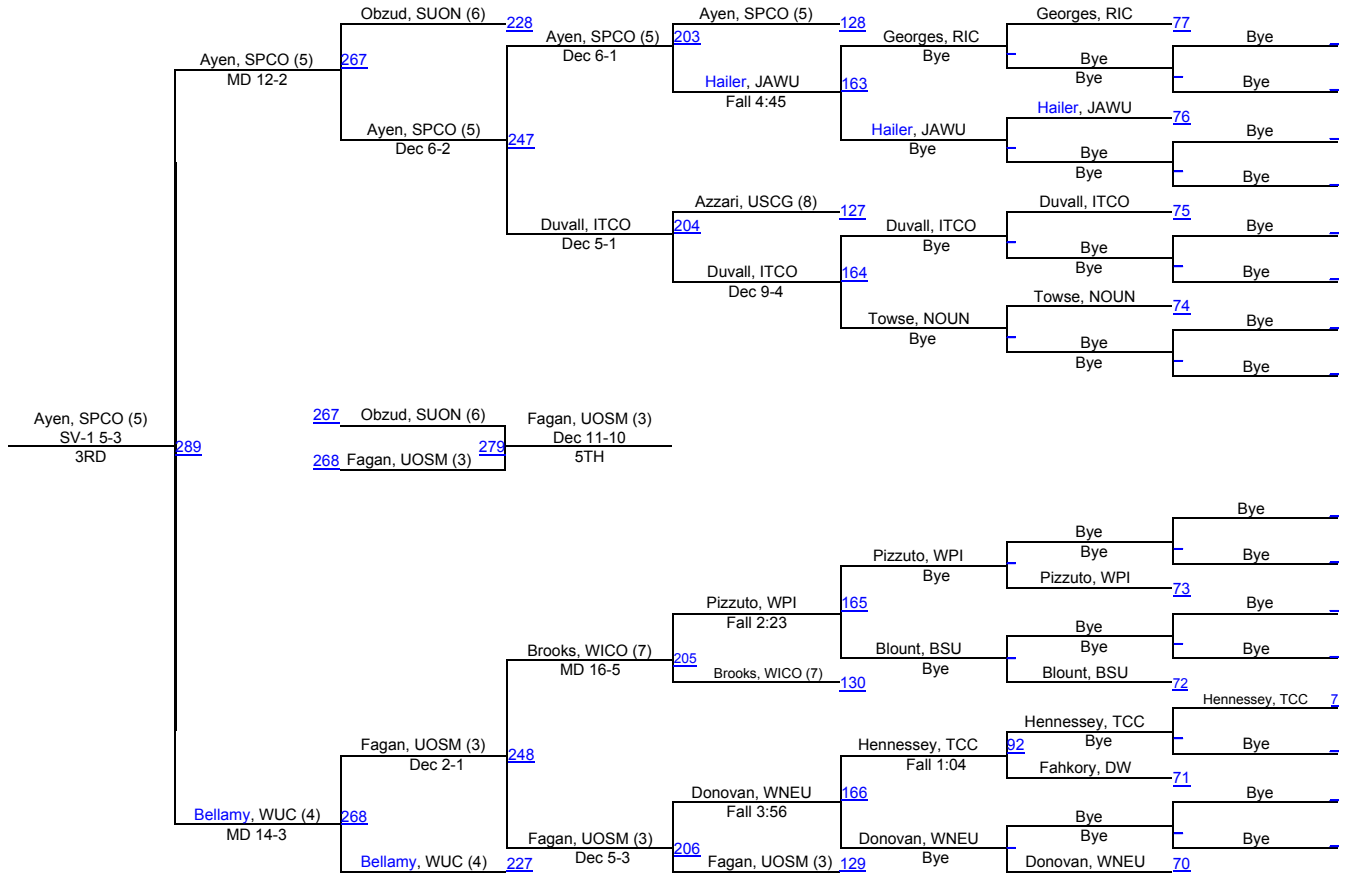 Obzud, SUON (6) 228
Ayen, SPCO (5) 128
Georges, RIC 77
Ayen, SPCO (5) 203
Dec 6-1
Georges, RIC
Bye
Bye
Ayen, SPCO (5) 267
MD 12-2
Bye
Bye
Hailer, JAWU 163
Fall 4:45
Bye
Hailer, JAWU 76
Ayen, SPCO (5) 247
Dec 6-2
Hailer, JAWU
Bye
Bye
Bye
Bye
Bye
Azzari, USCG (8) 127
Duvall, ITCO 75
Duvall, ITCO 204
Dec 5-1
Duvall, ITCO
Bye
Bye
Bye
Bye
Duvall, ITCO 164
Dec 9-4
Bye
Towse, NOUN 74
Towse, NOUN
Bye
Bye
Bye
Bye
Bye
Ayen, SPCO (5)
SV-1 5-3
3RD
289
267 Obzud, SUON (6)
268 Fagan, UOSM (3)
279
Fagan, UOSM (3)
Dec 11-10
5TH
Bye
Bye
Bye
Bye
Pizzuto, WPI
Bye
Pizzuto, WPI 73
Pizzuto, WPI 165
Fall 2:23
Bye
Bye
Bye
Bye
Brooks, WICO (7) 205
MD 16-5
Blount, BSU
Bye
Brooks, WICO (7) 130
Blount, BSU 72
Hennessey, TCC 7
Hennessey, TCC
Bye
Bye
Fagan, UOSM (3) 248
Dec 2-1
Hennessey, TCC 92
Fall 1:04
Fahkory, DW 71
Donovan, WNEU 166
Fall 3:56
Bye
Bellamy, WUC (4) 268
MD 14-3
Bye
Bye
Bye
Fagan, UOSM (3) 206
Dec 5-3
Donovan, WNEU
Bye
Bellamy, WUC (4) 227
Fagan, UOSM (3) 129
Donovan, WNEU 70